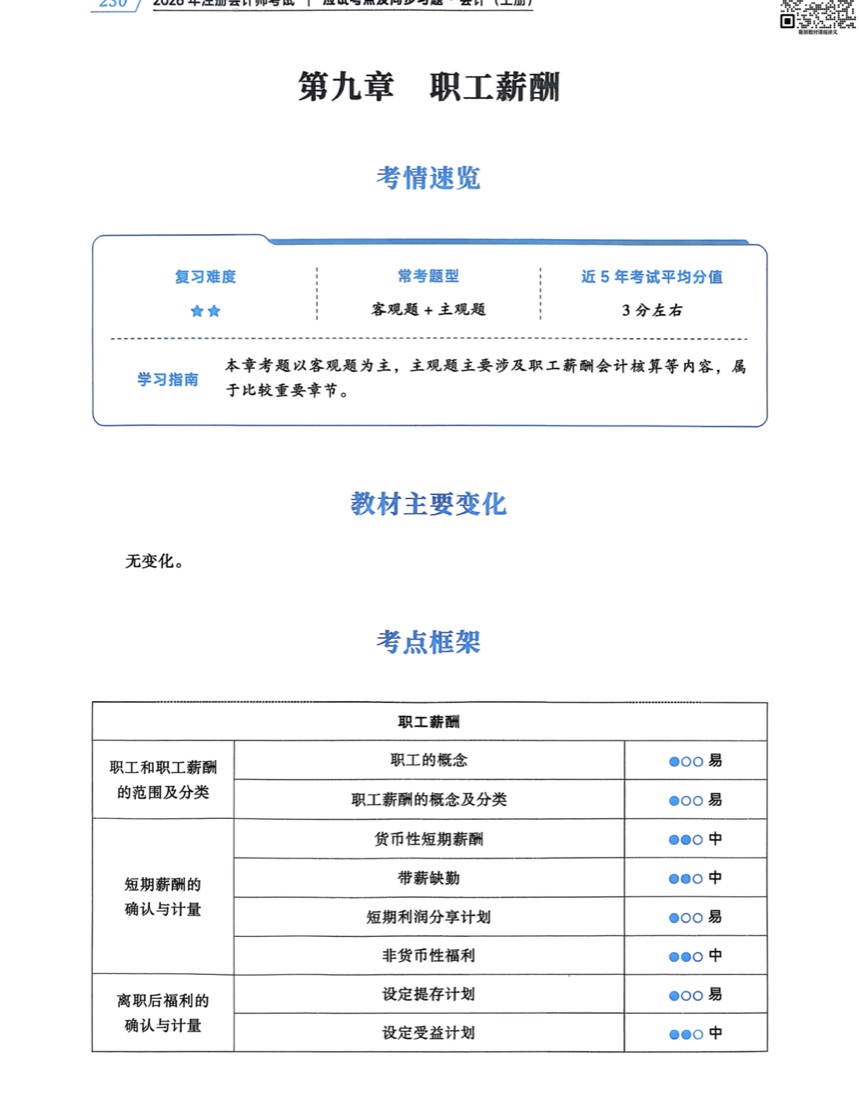 230
2026 年注册会计师考试 | 应试考点及同步习题·会计（上册）
第九章 职工薪酬
考情速览
复习难度 常考题型 近 5 年考试平均分值
客观题 + 主观题 3 分左右
学习指南
本章考题以客观题为主，主观题主要涉及职工薪酬会计核算等内容，属
于比较重要章节。
教材主要变化
无变化。
考点框架
职工薪酬
职工和职工薪酬
的范围及分类
职工的概念 易
职工薪酬的概念及分类 易
短期薪酬的
确认与计量
货币性短期薪酬 中
带薪缺勤 中
短期利润分享计划 易
非货币性福利 中
离职后福利的
确认与计量
设定提存计划 易
设定受益计划 中